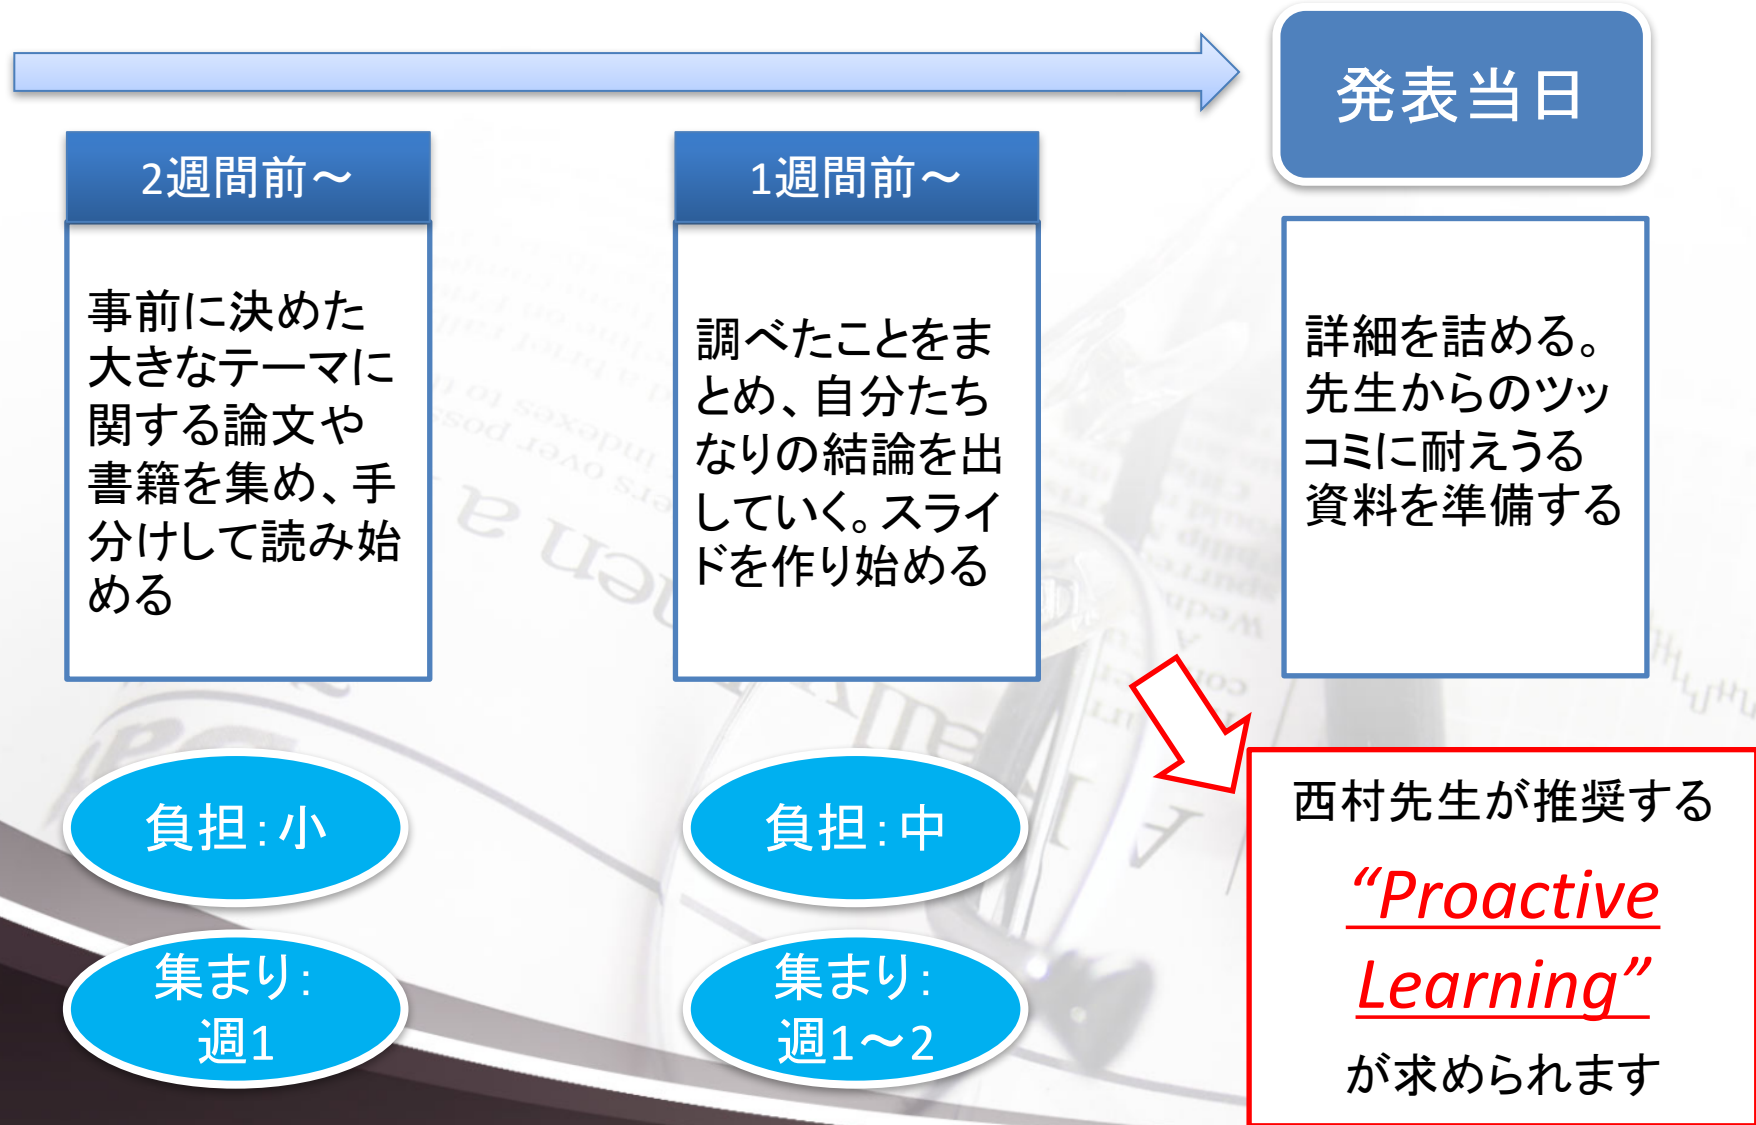 発表当日
2週間前～
事前に決めた
大きなテーマに
関する論文や
書籍を集め、手
分けして読み始
める
1週間前～
調べたことをま
とめ、自分たち
なりの結論を出
していく。スライ
ドを作り始める
詳細を詰める。
先生からのツッ
コミに耐えうる
資料を準備する
負担：小
負担：中
集まり：
週1
集まり：
週1～2
西村先生が推奨する
“Proactive
Learning”
が求められます